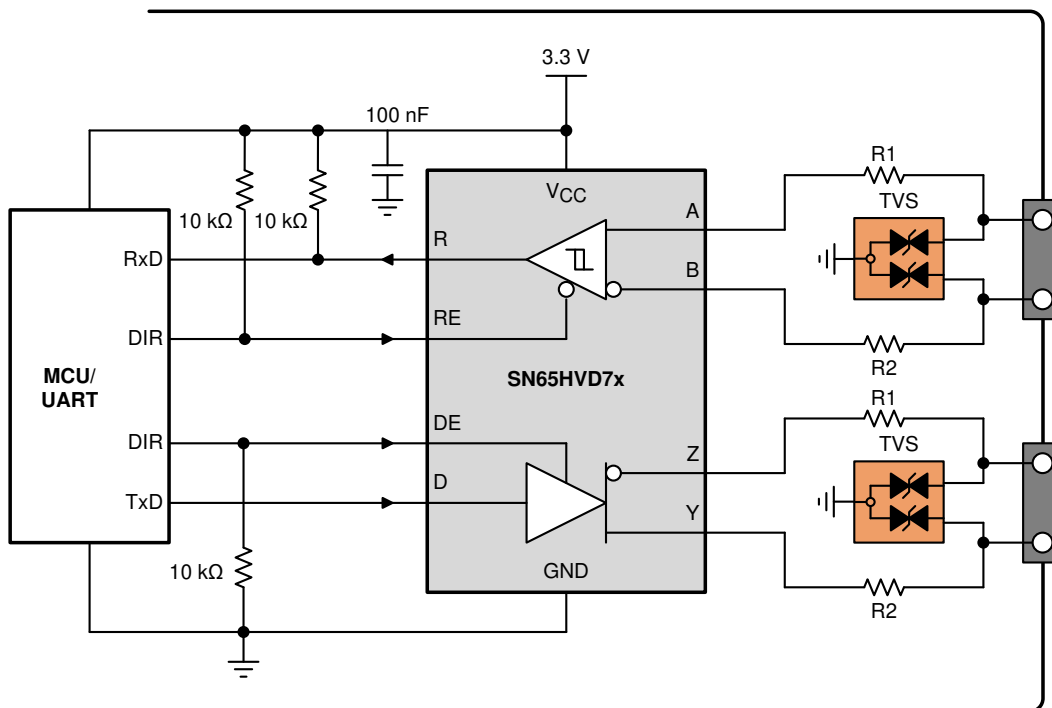 3.3 V
100 nF
R1
TVS
VCC
A
10 kΩ 10 kΩ
R
RxD
B
RE
DIR
R2
MCU/
UART
SN65HVD7x
R1
DE
TVS
DIR
Z
D
TxD
Y
10 kΩ
GND
R2